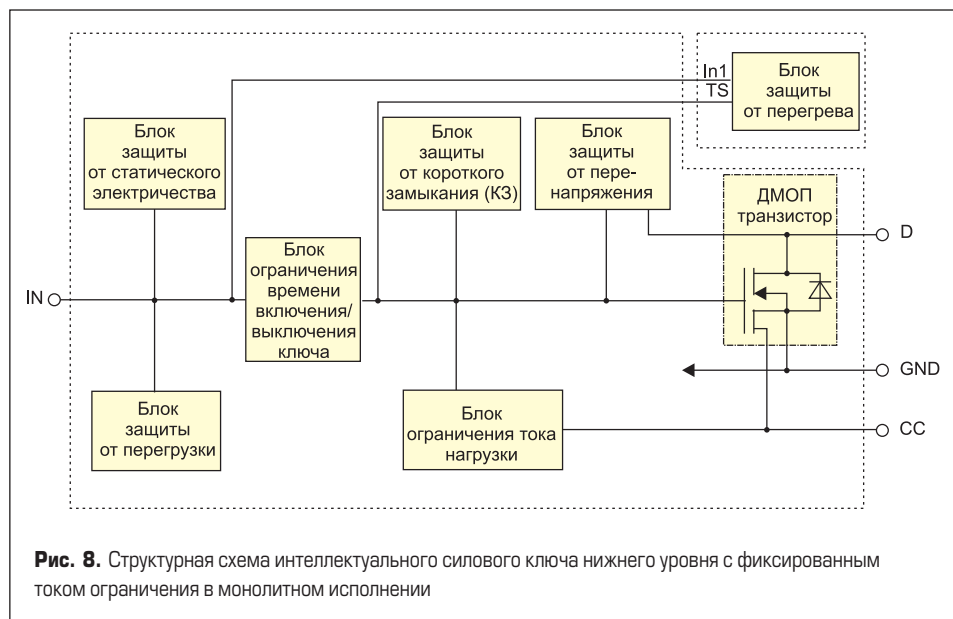 In1
TS
Блок
защиты
от перегрева
Блок
защиты
от статического
электричества
Блок
защиты
от короткого
замыкания (КЗ)
Блок
защиты
от пере-
напряжения
ДМОП
транзистор
D
Блок
ограничения
времени
включения/
выключения
ключа
IN
GND
Блок
защиты
от перегрузки
Блок
ограничения тока
нагрузки
CC
Рис. 8. Структурная схема интеллектуального силового ключа нижнего уровня с фиксированным
током ограничения в монолитном исполнении